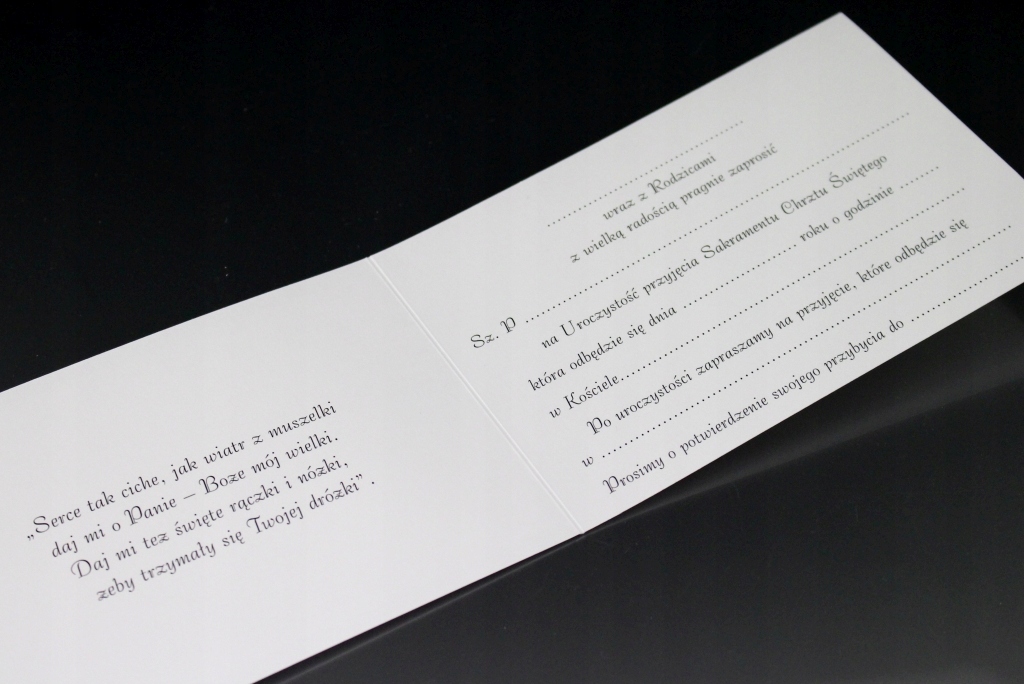 „Serce tak ciche, jak wiatr z muszelki
daj mi o Panie – Boze mój wielki.
Daj mi tez święte rączki i nózki,
zeby trzymały się Twojej drózki” .
..............................
wraz z Rodzicami
z wielką radością pragnie zaprosić
Sz. P ............................................................
na Uroczystość przyjęcia Sakramentu Chrztu Świętego
która odbędzie się dnia ........................ roku o godzinie ........
w Kościele............................................................
Po uroczystości zapraszamy na przyjęcie, które odbędzie się
w ............................................................
Prosimy o potwierdzenie swojego przybycia do ........................